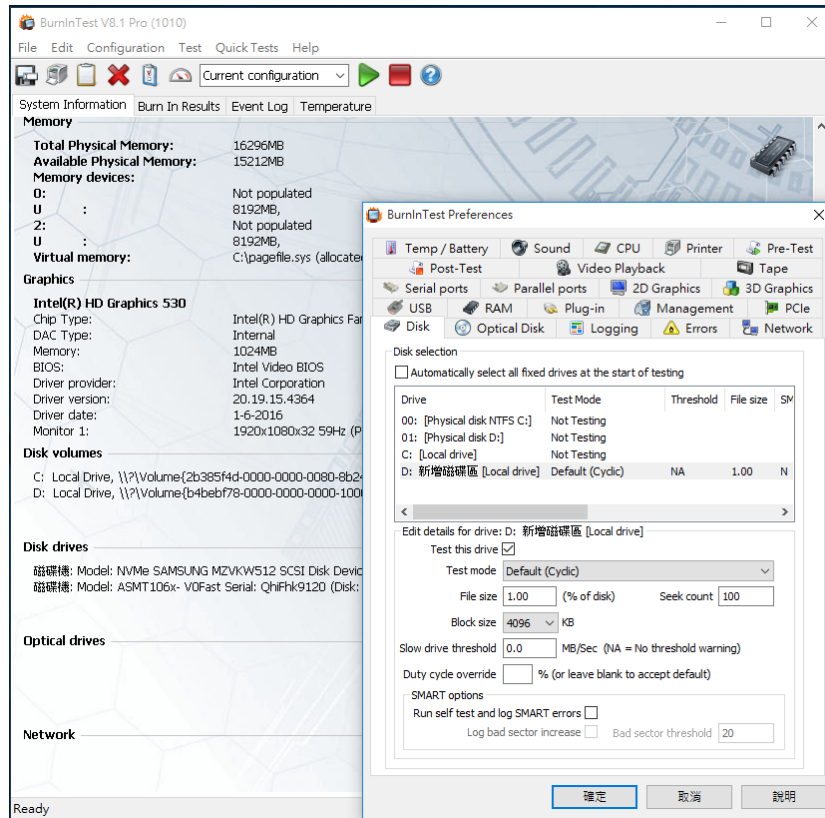 BurnInTest V8.1 Pro (1010)
File Edit Configuration Test Quick Tests Help
Current configuration
System Information Burn In Results Event Log Temperature
Memory
Total Physical Memory: 16296MB
Available Physical Memory: 15212MB
Memory devices:
0: Not populated
U : 8192MB,
2: Not populated
U : 8192MB,
Virtual memory: C:\pagefile.sys (allocate
Graphics
Intel(R) HD Graphics 530
Chip Type: Intel(R) HD Graphics Far
DAC Type: Internal
Memory: 1024MB
BIOS: Intel Video BIOS
Driver provider: Intel Corporation
Driver version: 20.19.15.4364
Driver date: 1-6-2016
Monitor 1: 1920x1080x32 59Hz (P
Disk volumes
C: Local Drive, \\?\Volume{2b385f4d-0000-0000-0080-8b24
D: Local Drive, \\?\Volume{b4bebf78-0000-0000-0000-1000
Disk drives
磁碟機: Model: NVMe SAMSUNG MZVKW512 SCSI Disk Devic
磁碟機: Model: ASMT106x- V0Fast Serial: QhiFhk9120 (Disk:
Optical drives
Network
Ready
BurnInTest Preferences
Temp / Battery Sound CPU Printer Pre-Test
Post-Test Video Playback Tape
Serial ports Parallel ports 2D Graphics 3D Graphics
USB RAM Plug-in Management PCIe
Disk Optical Disk Logging Errors Network
Disk selection
Automatically select all fixed drives at the start of testing
Drive Test Mode Threshold File size SM
00: [Physical disk NTFS C:] Not Testing
01: [Physical disk D:] Not Testing
C: [Local drive] Not Testing
D: 新增磁碟區 [Local drive] Default (Cyclic) NA 1.00 N
Edit details for drive: D: 新增磁碟區 [Local drive]
Test this drive
Test mode Default (Cyclic)
File size 1.00 (% of disk) Seek count 100
Block size 4096 KB
Slow drive threshold 0.0 MB/Sec (NA = No threshold warning)
Duty cycle override % (or leave blank to accept default)
SMART options
Run self test and log SMART errors
Log bad sector increase Bad sector threshold 20
確定 取消 說明